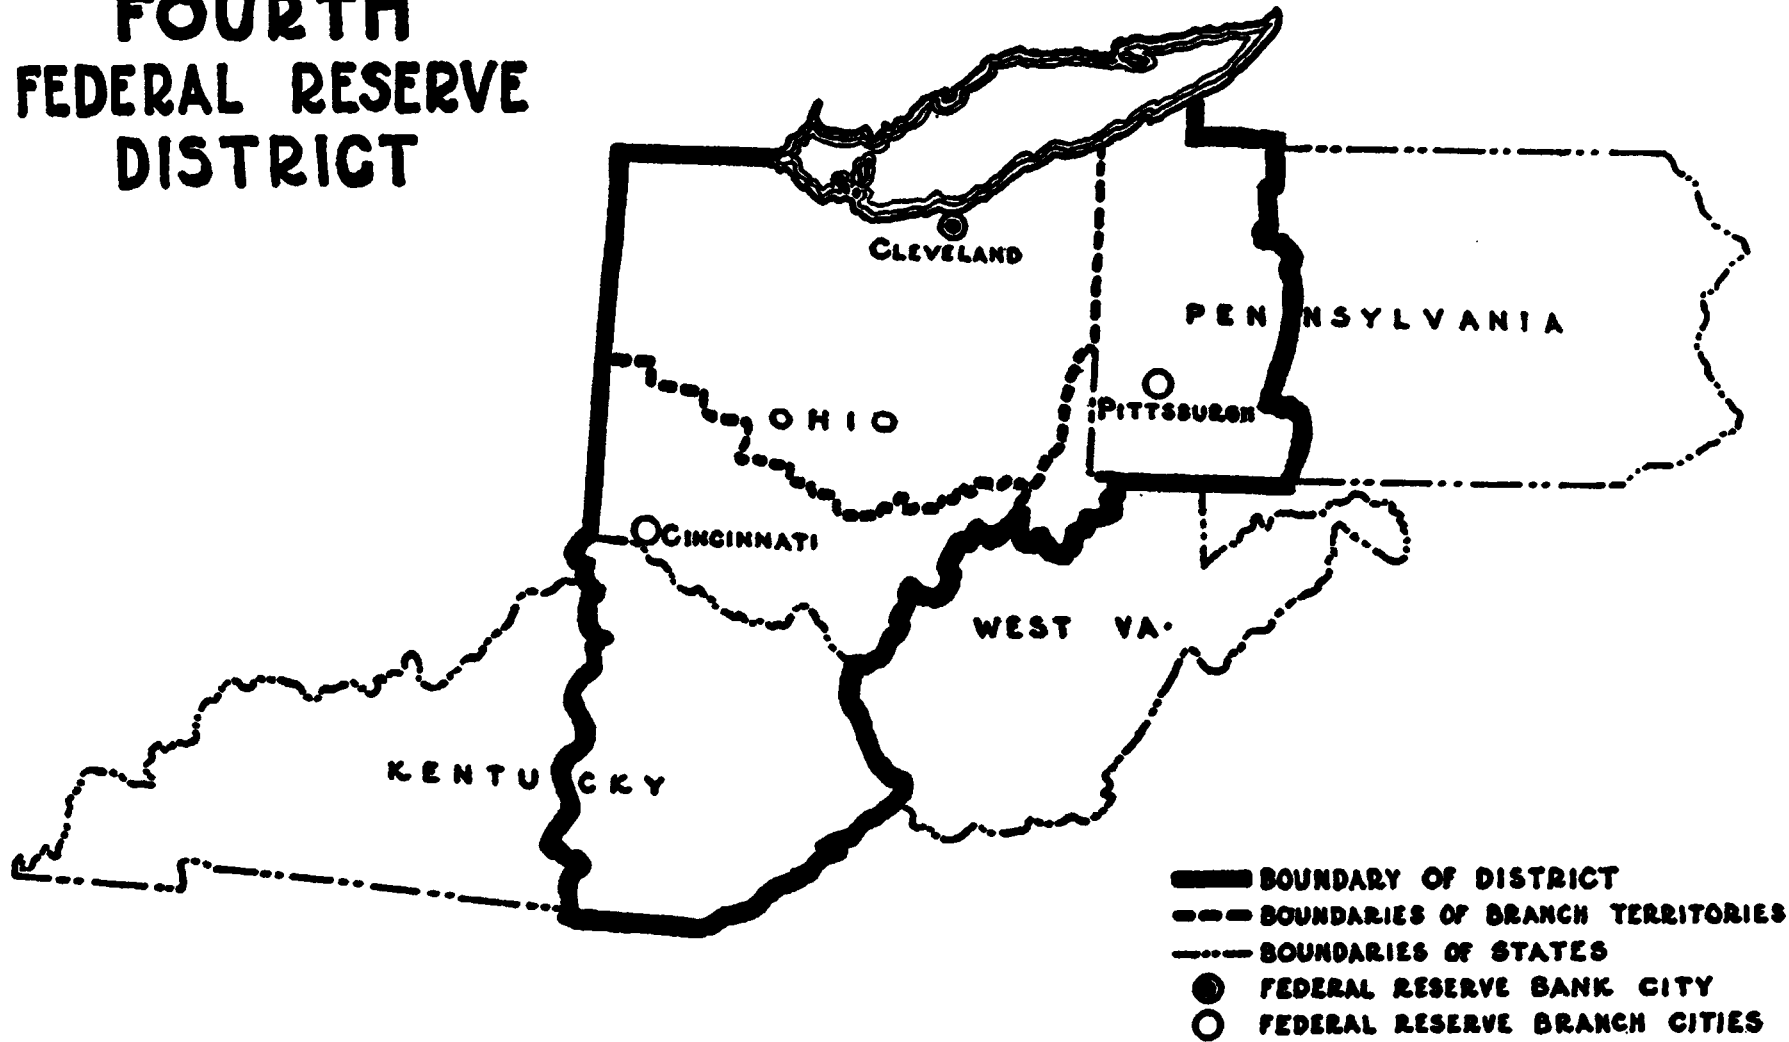 FOURTH
FEDERAL RESERVE
DISTRICT
CLEVELAND
PENNSYLVANIA
PITTSBURGH
OHIO
CINCINNATI
WEST VA.
KENTUCKY
BOUNDARY OF DISTRICT
BOUNDARIES OF BRANCH TERRITORIES
BOUNDARIES OF STATES
FEDERAL RESERVE BANK CITY
FEDERAL RESERVE BRANCH CITIES